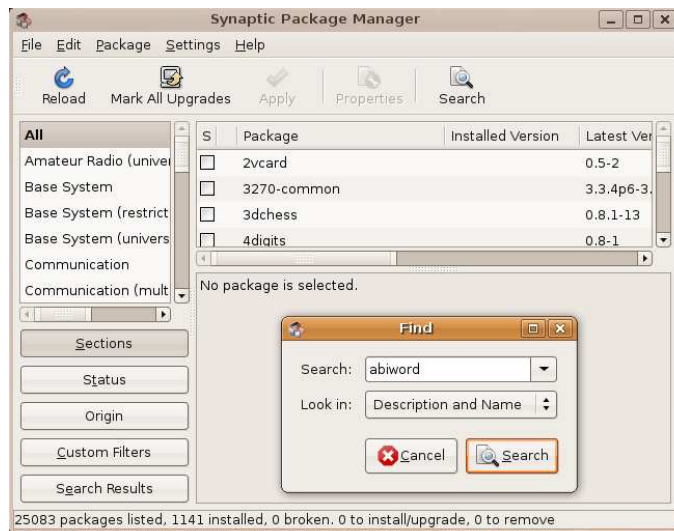 Synaptic Package Manager
File Edit Package Settings Help
Reload Mark All Upgrades Apply Properties Search
All
Amateur Radio (univer
Base System
Base System (restrict
Base System (univers
Communication
Communication (mult
S Package Installed Version Latest Ver
2vcard 0.5-2
3270-common 3.3.4p6-3.
3dchess 0.8.1-13
4digits 0.8-1
No package is selected.
Sections
Status
Origin
Custom Filters
Search Results
Find
Search: abiword
Look in: Description and Name
Cancel Search
25083 packages listed, 1141 installed, 0 broken. 0 to install/upgrade, 0 to remove